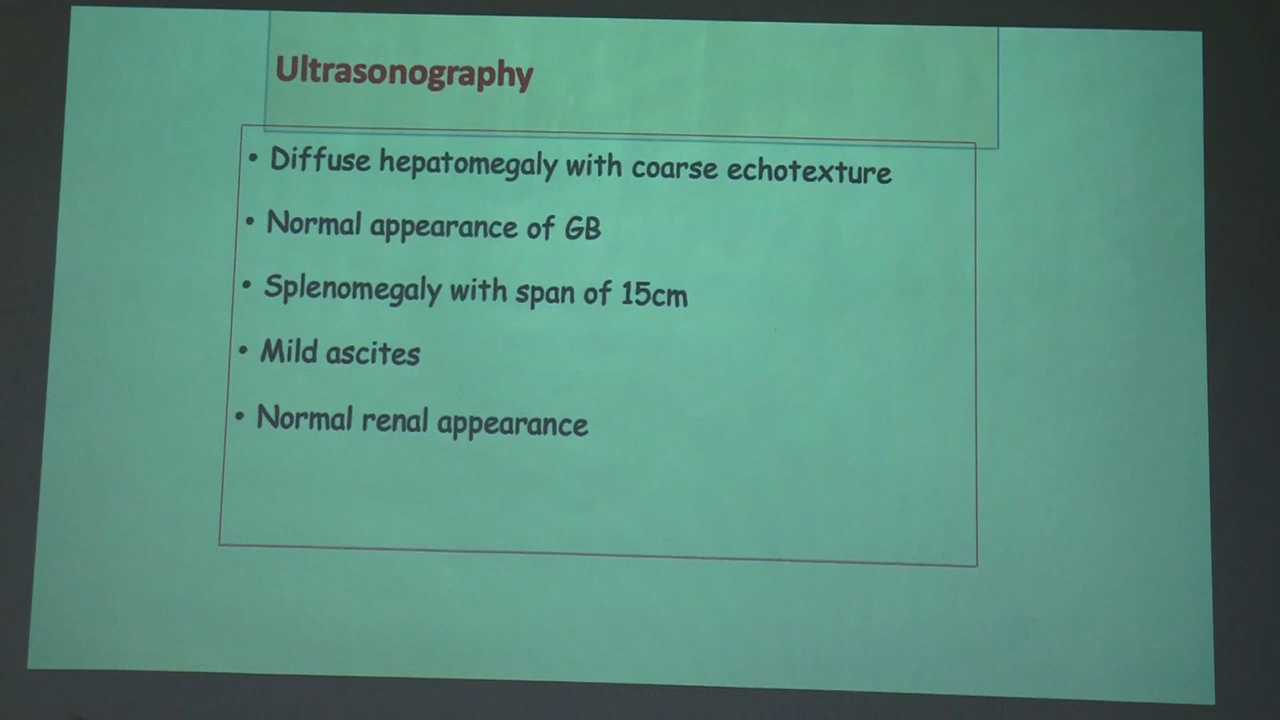 Ultrasonography
• Diffuse hepatomegaly with coarse echotexture
• Normal appearance of GB
• Splenomegaly with span of 15cm
• Mild ascites
• Normal renal appearance